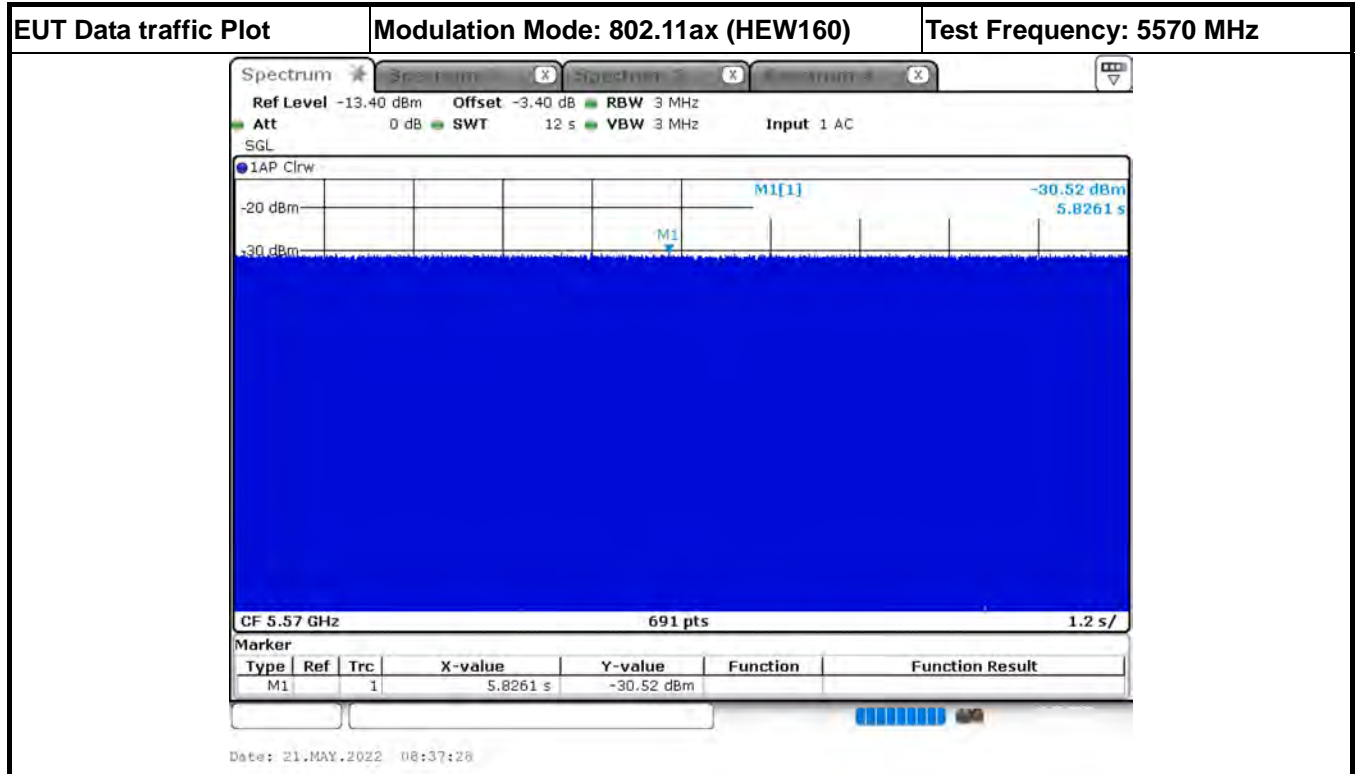 EUT Data traffic Plot Modulation Mode: 802.11ax (HEW160) Test Frequency: 5570 MHz
Spectrum X X X
Ref Level -13.40 dBm Offset -3.40 dB RBW 3 MHz
Att 0 dB SWT 12 s VBW 3 MHz Input 1 AC
SGL
1AP Clrw
M1[1] -30.52 dBm
-20 dBm 5.8261 s
M1
-30 dBm
CF 5.57 GHz 691 pts 1.2 s/
Marker
Type Ref Trc X-value Y-value Function Function Result
M1 1 5.8261 s -30.52 dBm
Date: 21.MAY.2022 08:37:28